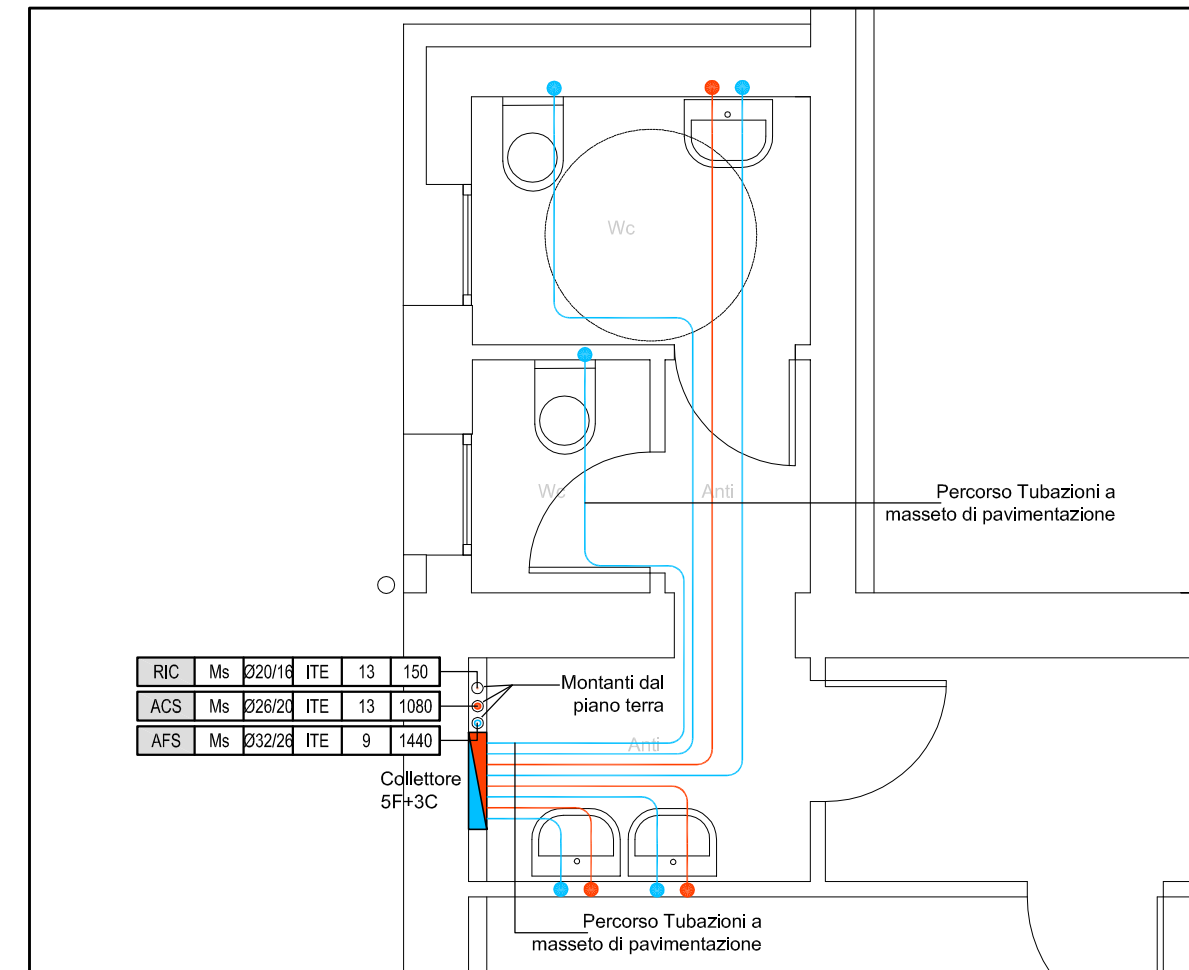 Wc
Wc
Anti
Percorso Tubazioni a
masseto di pavimentazione
RIC Ms Ø20/16 ITE 13 150
ACS Ms Ø26/20 ITE 13 1080
AFS Ms Ø32/26 ITE 9 1440
Montanti dal
piano terra
Anti
Collettore
5F+3C
Percorso Tubazioni a
masseto di pavimentazione